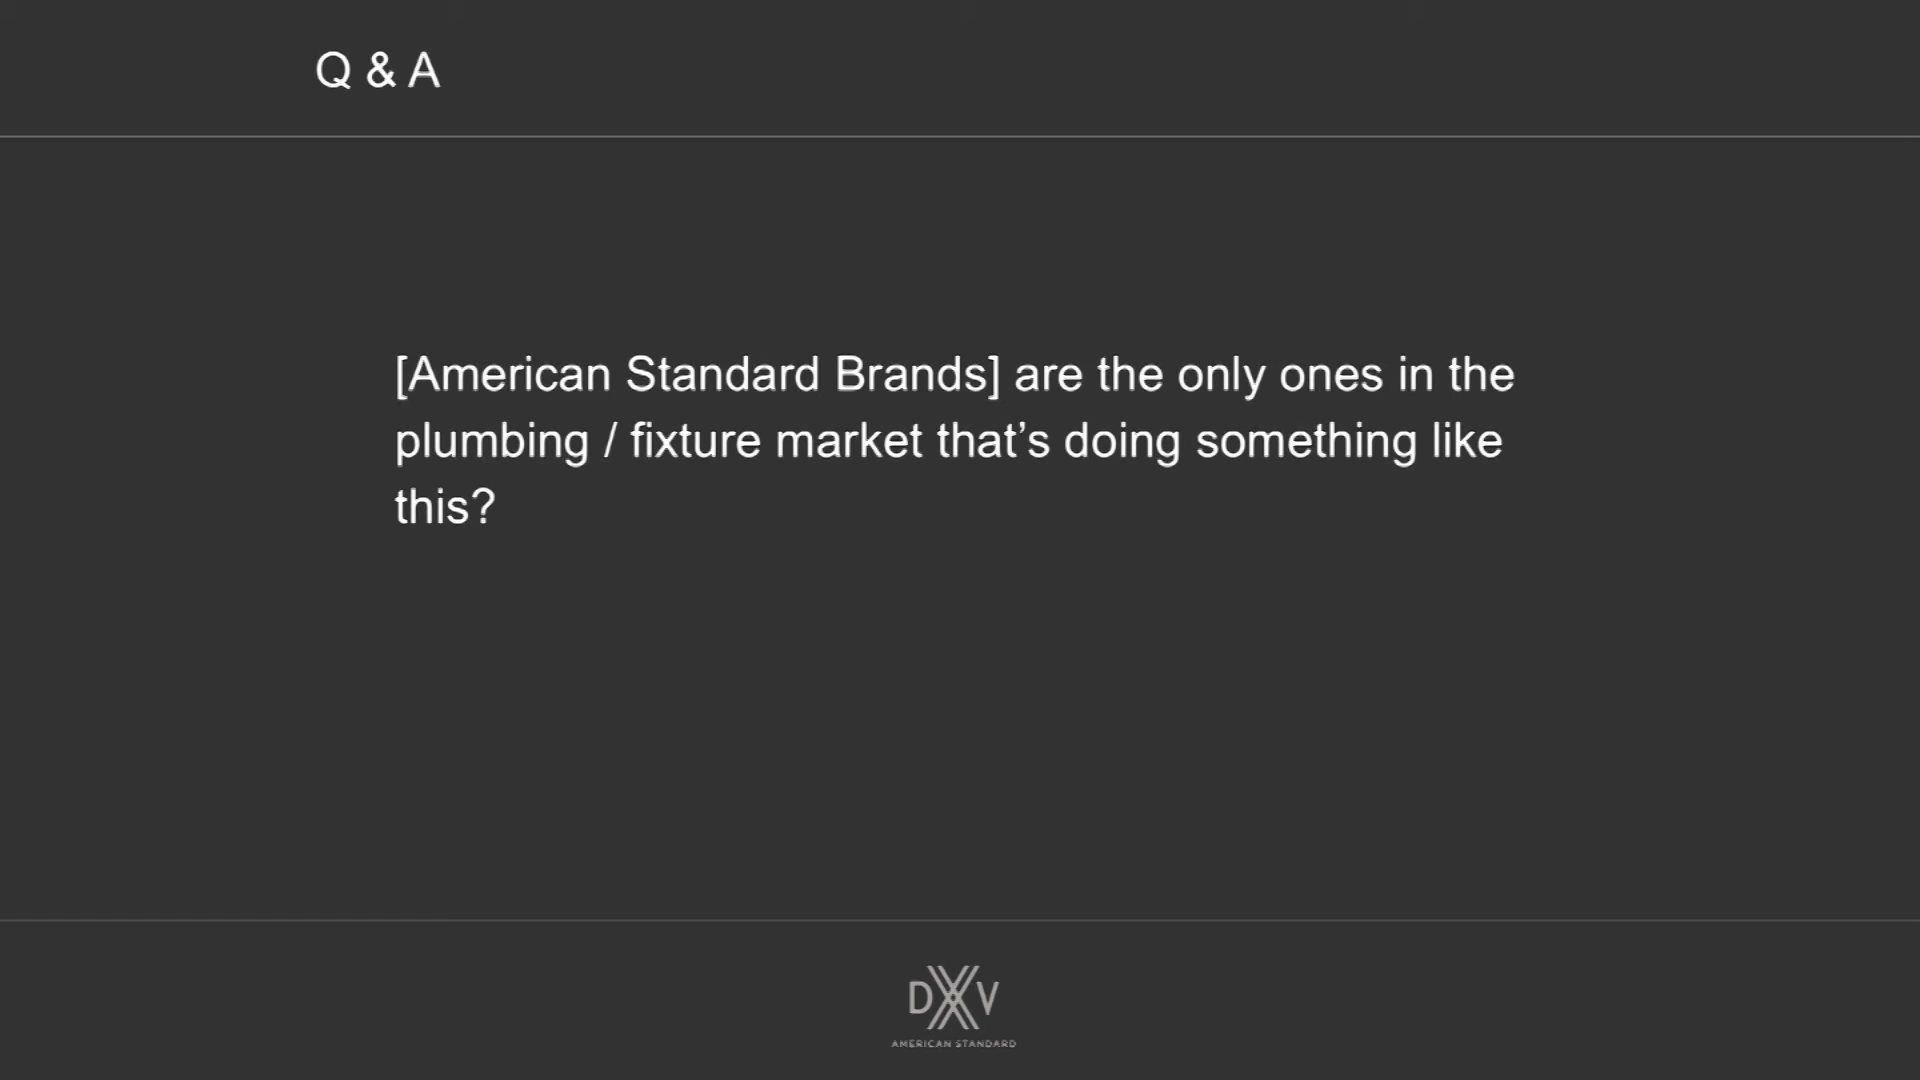 Q & A
[American Standard Brands] are the only ones in the
plumbing / fixture market that’s doing something like
this?
DXV
AMERICAN STANDARD